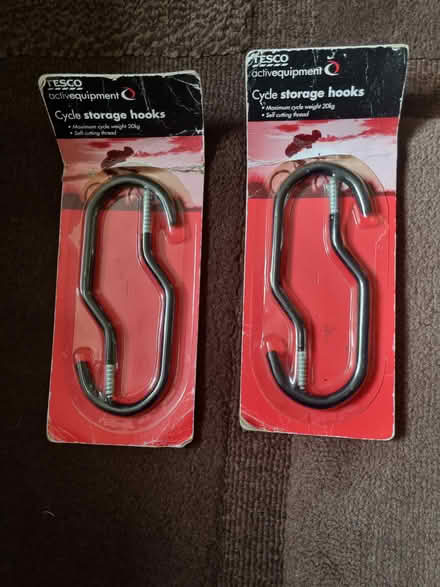 TESCO
activequipment
Cycle storage hooks
• Maximum cycle weight 20kg
• Self cutting thread
TESCO
activequipment
Cycle storage hooks
• Maximum cycle weight 20kg
• Self cutting thread